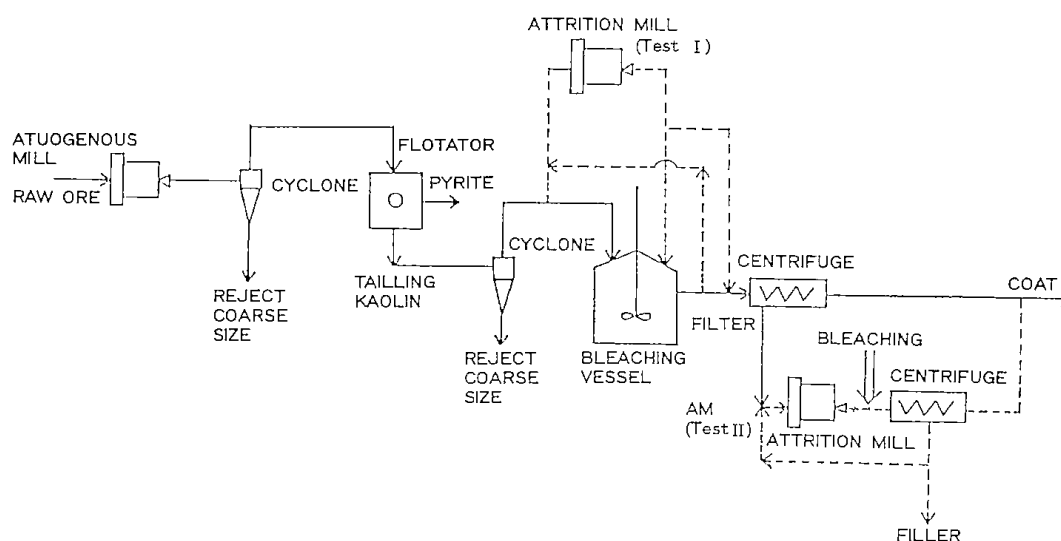 ATTRITION MILL
(Test I)
ATUOGENOUS
MILL
RAW ORE
CYCLONE
FLOTATOR
PYRITE
REJECT
COARSE
SIZE
TAILLING
KAOLIN
CYCLONE
REJECT
COARSE
SIZE
BLEACHING
VESSEL
FILTER
CENTRIFUGE
COAT
BLEACHING
CENTRIFUGE
AM
(Test II)
ATTRITION MILL
FILLER